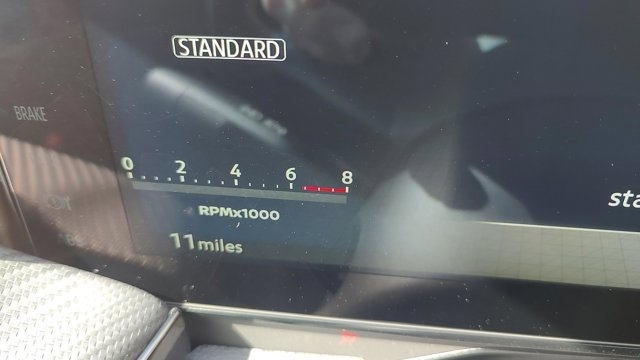 STANDARD
BRAKE
0 2 4 6 8
RPMx1000
sta
11 miles